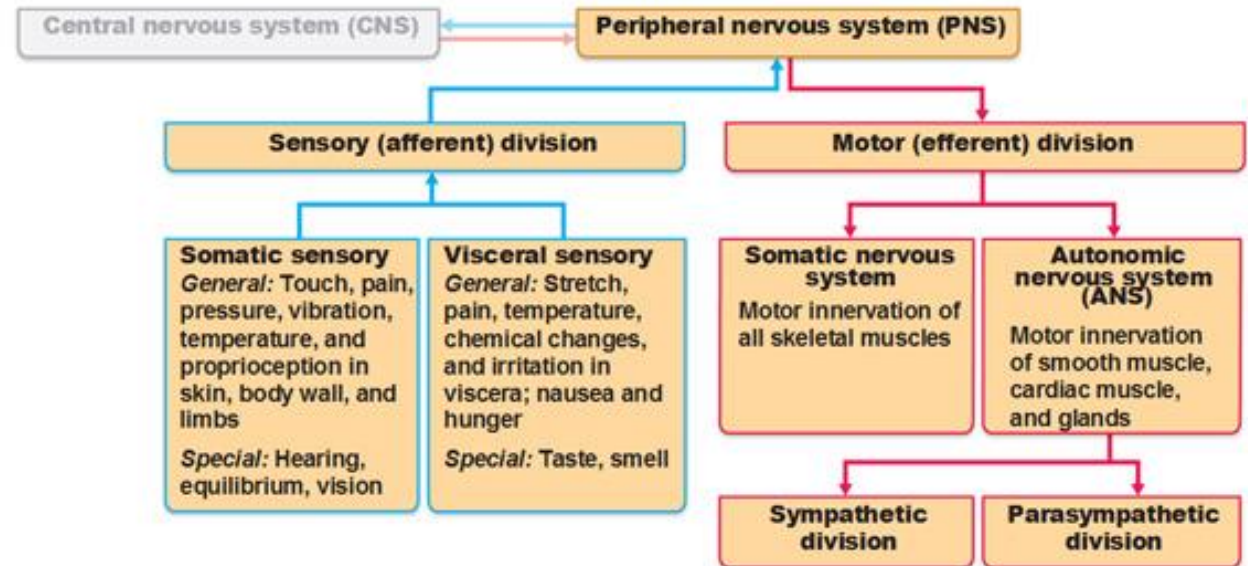 Central nervous system (CNS)
Peripheral nervous system (PNS)
Sensory (afferent) division
Motor (efferent) division
Somatic sensory
General: Touch, pain,
pressure, vibration,
temperature, and
proprioception in
skin, body wall, and
limbs
Special: Hearing,
equilibrium, vision
Visceral sensory
General: Stretch,
pain, temperature,
chemical changes,
and irritation in
viscera; nausea and
hunger
Special: Taste, smell
Somatic nervous
system
Motor innervation of
all skeletal muscles
Autonomic
nervous system
(ANS)
Motor innervation
of smooth muscle,
cardiac muscle,
and glands
Sympathetic
division
Parasympathetic
division